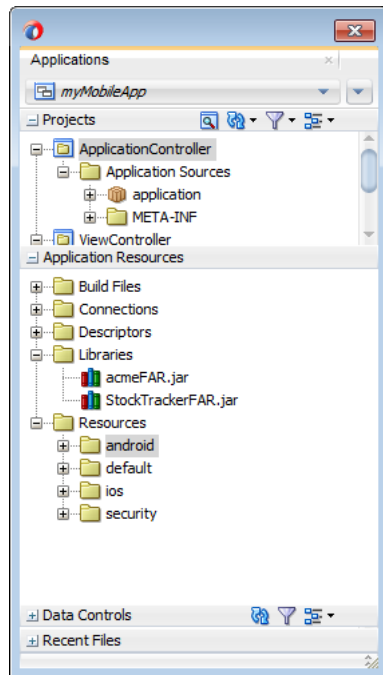 Applications
myMobileApp
Projects
ApplicationController
Application Sources
application
META-INF
ViewController
Application Resources
Build Files
Connections
Descriptors
Libraries
acmeFAR.jar
StockTrackerFAR.jar
Resources
android
default
ios
security
Data Controls
Recent Files